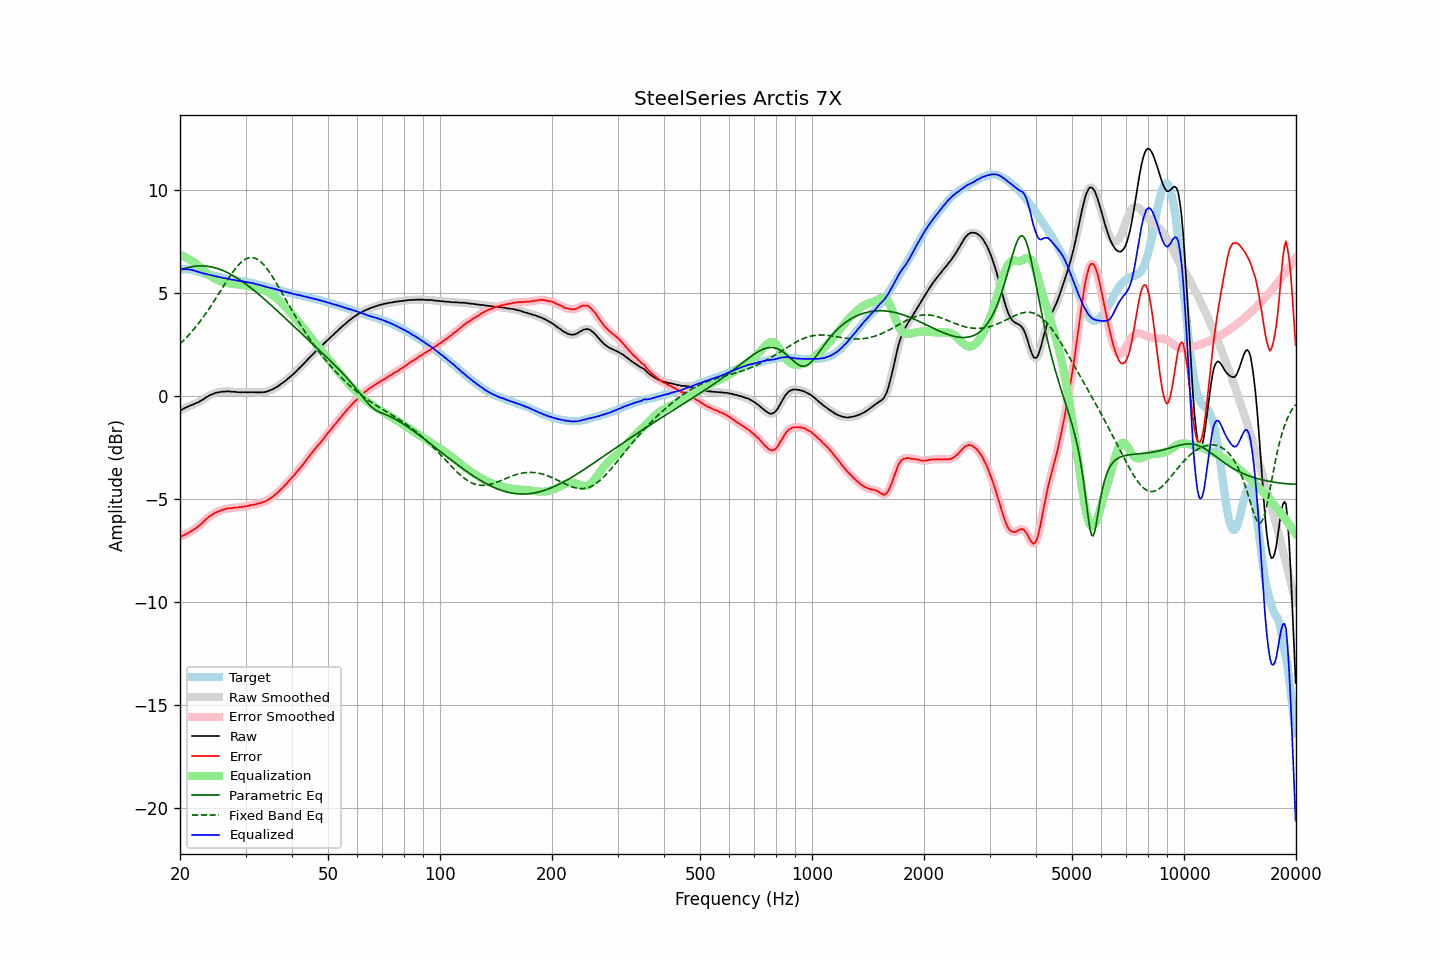 SteelSeries Arctis 7X
Amplitude (dBr)
10
5
0
−5
−10
−15
−20
Target
Raw Smoothed
Error Smoothed
Raw
Error
Equalization
Parametric Eq
Fixed Band Eq
Equalized
20 50 100 200 500 1000 2000 5000 10000 20000
Frequency (Hz)